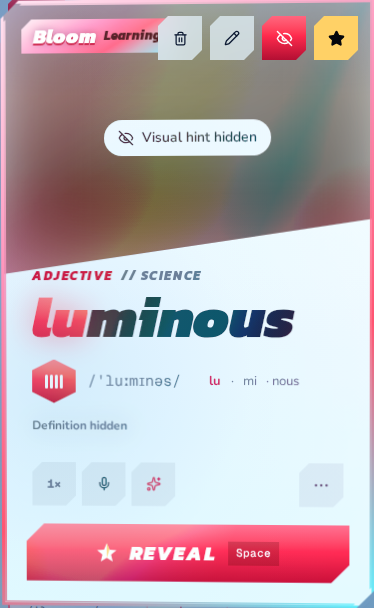 Bloom Learning
Visual hint hidden
ADJECTIVE // SCIENCE
luminous
/ˈluːmɪnəs/ lu · mi · nous
Definition hidden
1×
REVEAL Space